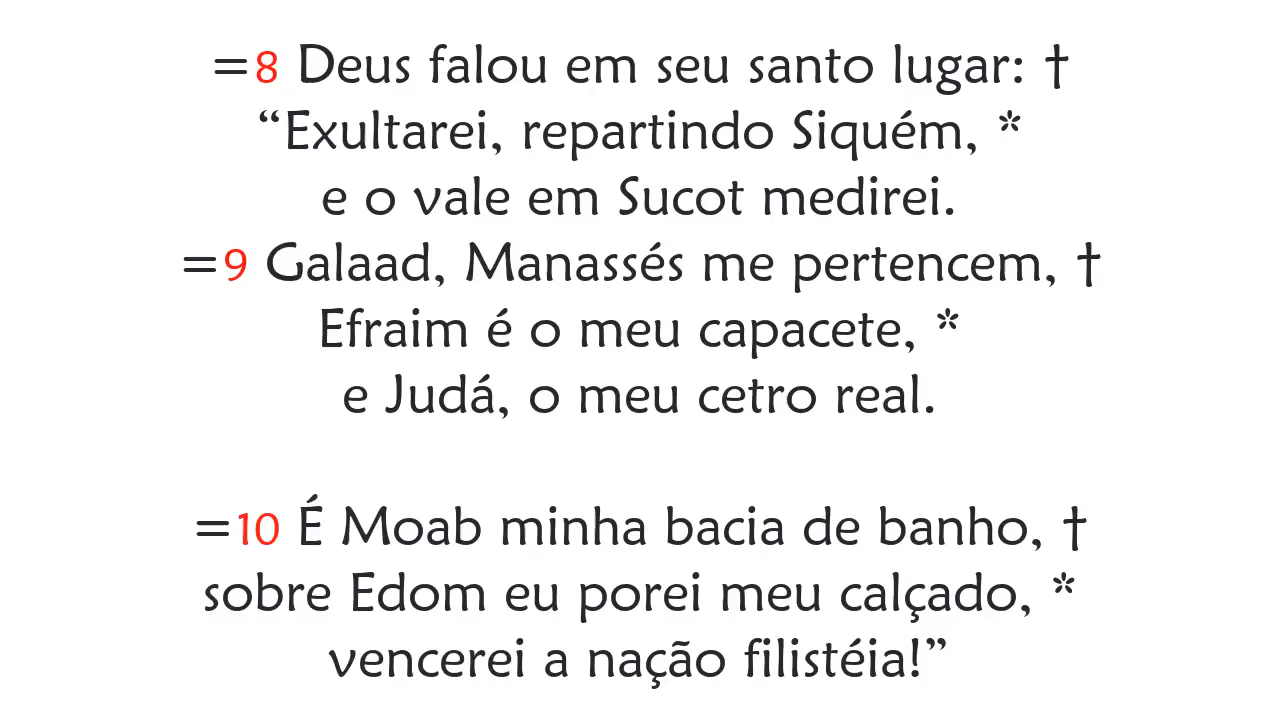 =8 Deus falou em seu santo lugar: †
“Exultarei, repartindo Siquém, *
e o vale em Sucot medirei.
=9 Galaad, Manassés me pertencem, †
Efraim é o meu capacete, *
e Judá, o meu cetro real.
=10 É Moab minha bacia de banho, †
sobre Edom eu porei meu calçado, *
vencerei a nação filistéia!”